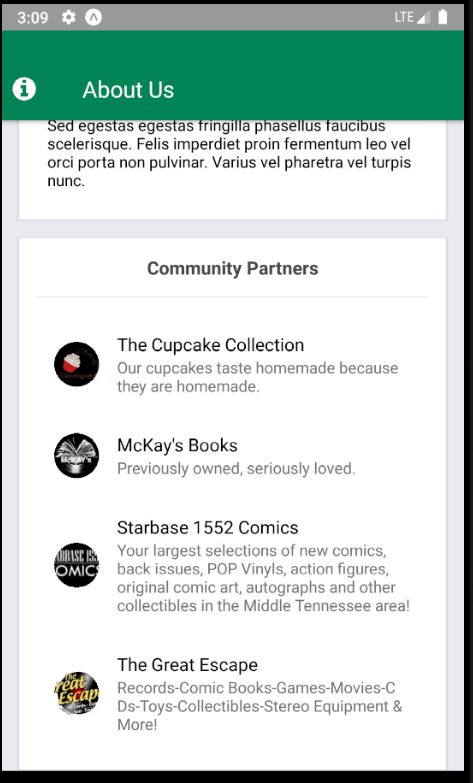 3:09
LTE
About Us
Sed egestas egestas fringilla phasellus faucibus
scelerisque. Felis imperdiet proin fermentum leo vel
orci porta non pulvinar. Varius vel pharetra vel turpis
nunc.
Community Partners
The Cupcake Collection
Our cupcakes taste homemade because
they are homemade.
McKay's Books
McKAY's
Previously owned, seriously loved.
Starbase 1552 Comics
Your largest selections of new comics,
back issues, POP Vinyls, action figures,
original comic art, autographs and other
collectibles in the Middle Tennessee area!
The Great Escape
Records-Comic Books-Games-Movies-C
Ds-Toys-Collectibles-Stereo Equipment &
More!